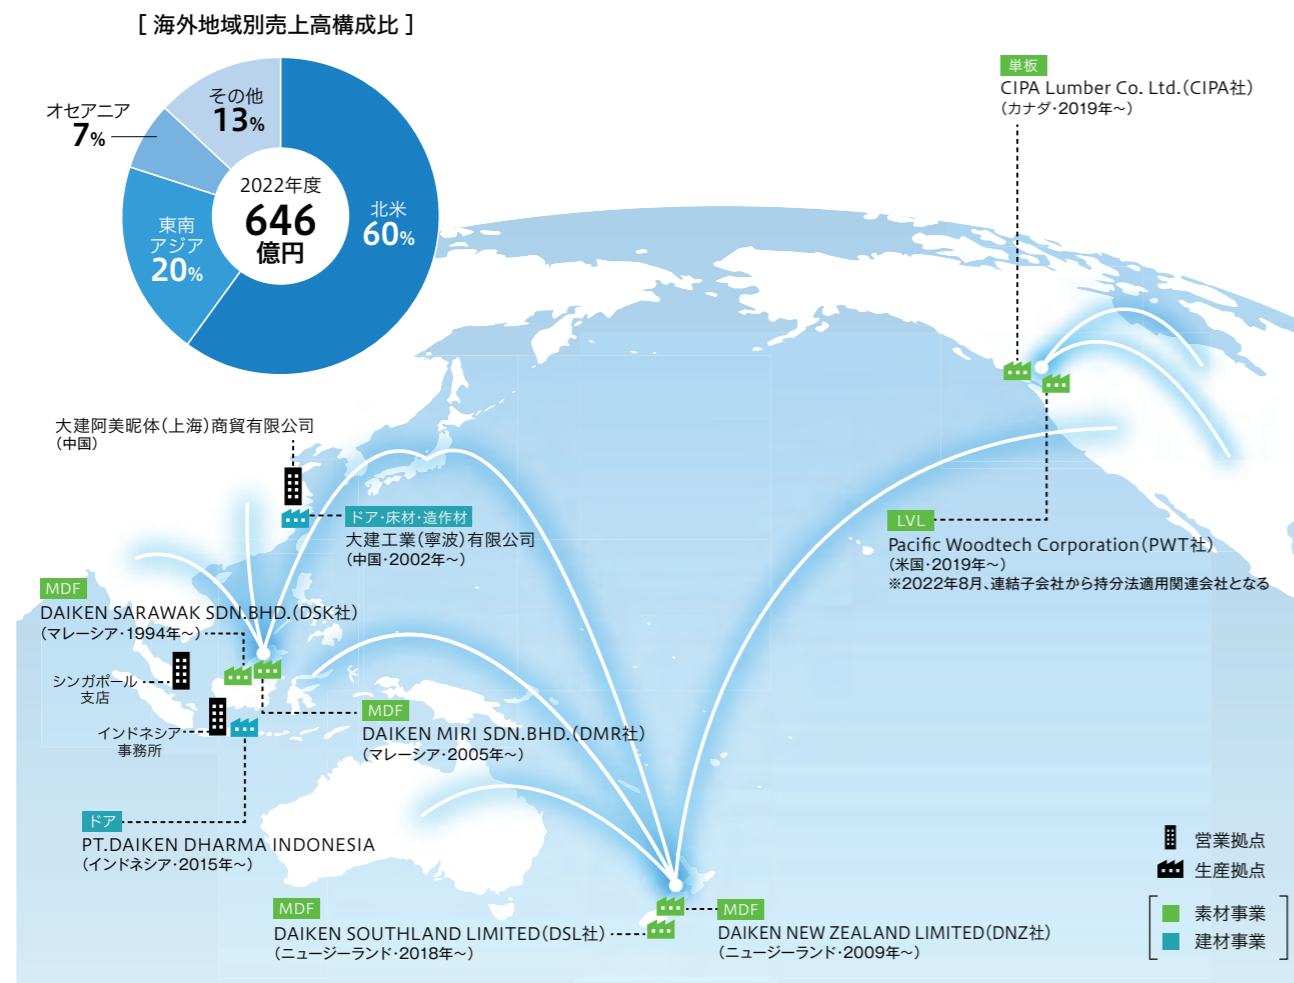 [ 海外地域別売上高構成比 ]
その他
13%
オセアニア
7%
2022年度
646
億円
北米
60%
東南
アジア
20%
単板
CIPA Lumber Co. Ltd.(CIPA社)
(カナダ・2019年～)
大建阿美昵体(上海)商貿有限公司
(中国)
ドア・床材・造作材
大建工業(寧波)有限公司
(中国・2002年～)
LVL
Pacific Woodtech Corporation(PWT社)
(米国・2019年～)
※2022年8月、連結子会社から持分法適用関連会社となる
MDF
DAIKEN SARAWAK SDN.BHD.(DSK社)
(マレーシア・1994年～)
シンガポール
支店
インドネシア
事務所
MDF
DAIKEN MIRI SDN.BHD.(DMR社)
(マレーシア・2005年～)
ドア
PT.DAIKEN DHARMA INDONESIA
(インドネシア・2015年～)
MDF
DAIKEN SOUTHLAND LIMITED(DSL社)
(ニュージーランド・2018年～)
MDF
DAIKEN NEW ZEALAND LIMITED(DNZ社)
(ニュージーランド・2009年～)
営業拠点
生産拠点
素材事業
建材事業